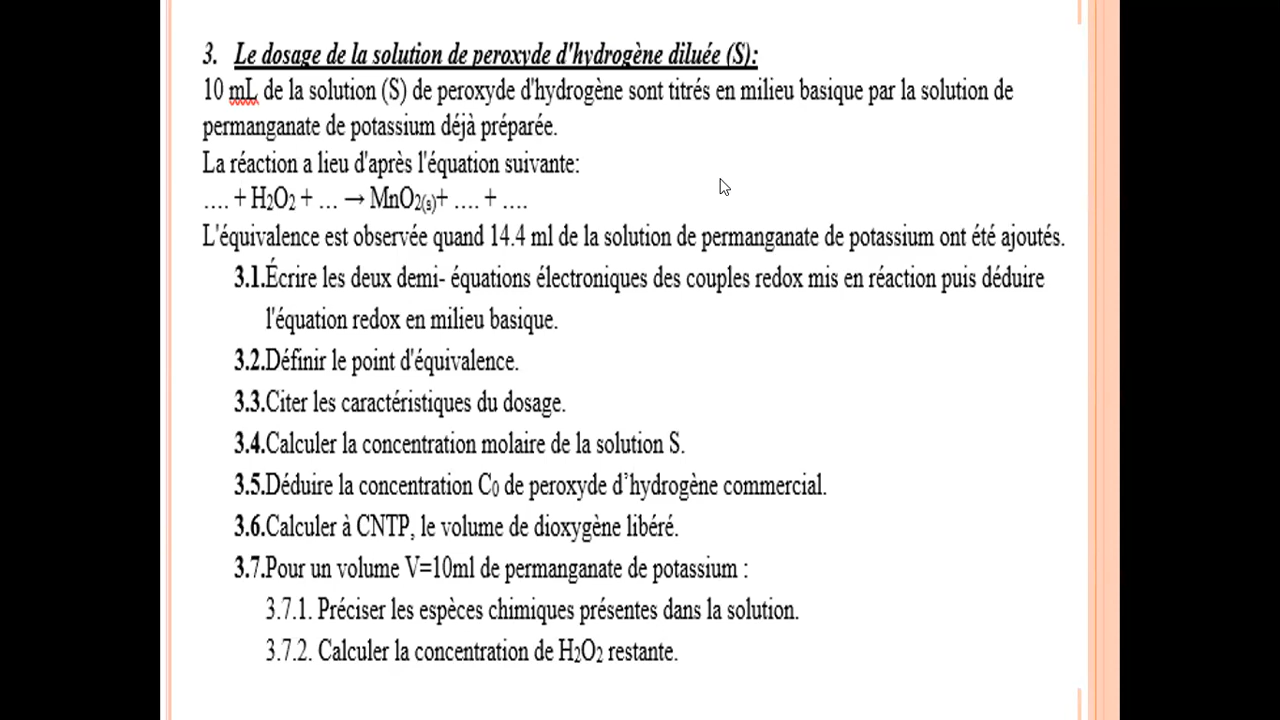 3. Le dosage de la solution de peroxyde d'hydrogène diluée (S):
10 mL de la solution (S) de peroxyde d'hydrogène sont titrés en milieu basique par la solution de
permanganate de potassium déjà préparée.
La réaction a lieu d'après l'équation suivante:
.... + H₂O₂ + ... → MnO₂(s)+ .... + ....
L'équivalence est observée quand 14.4 ml de la solution de permanganate de potassium ont été ajoutés.
3.1.Écrire les deux demi- équations électroniques des couples redox mis en réaction puis déduire
l'équation redox en milieu basique.
3.2.Définir le point d'équivalence.
3.3.Citer les caractéristiques du dosage.
3.4.Calculer la concentration molaire de la solution S.
3.5.Déduire la concentration C₀ de peroxyde d’hydrogène commercial.
3.6.Calculer à CNTP, le volume de dioxygène libéré.
3.7.Pour un volume V=10ml de permanganate de potassium :
3.7.1. Préciser les espèces chimiques présentes dans la solution.
3.7.2. Calculer la concentration de H₂O₂ restante.